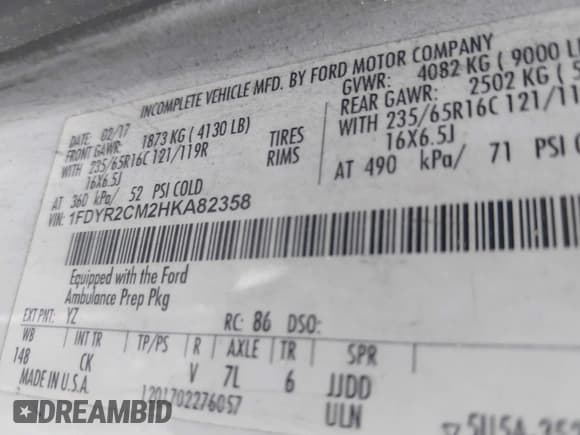 INCOMPLETE VEHICLE MFD. BY FORD MOTOR COMPANY
DATE: 02/17
GVWR: 4082 KG ( 9000 L
FRONT GAWR: 1873 KG ( 4130 LB)
REAR GAWR: 2502 KG ( 5
WITH 235/65R16C 121/119R TIRES
WITH 235/65R16C 121/119
16X6.5J RIMS
16X6.5J
AT 360 kPa/ 52 PSI COLD
AT 490 kPa/ 71 PSI CO
VIN: 1FDYR2CM2HKA82358
Equipped with the Ford
Ambulance Prep Pkg
EXT PNT: YZ RC: 86 DSO:
WB INT TR TP/PS R AXLE TR SPR
148 CK V 7L 6 JJDD
MADE IN U.S.A.
1201702276057 ULN
DREAMBID